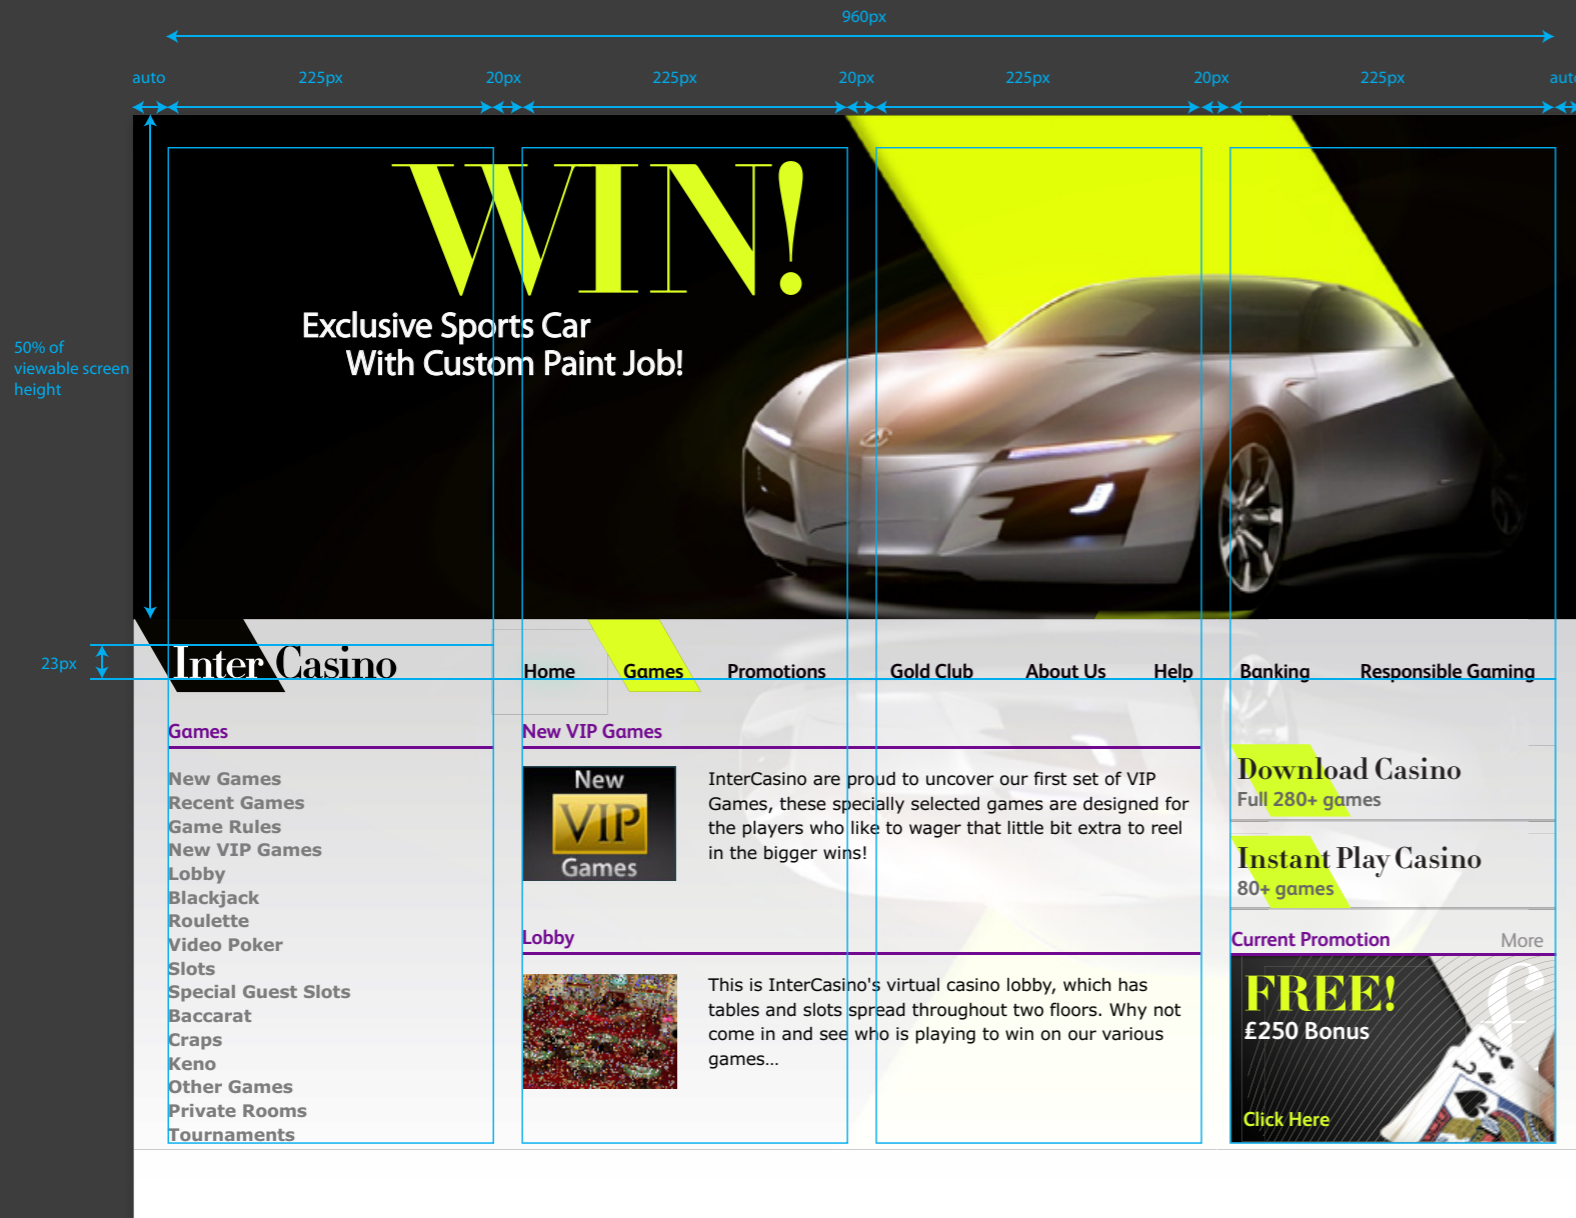 960px
auto 225px 20px 225px 20px 225px 20px 225px auto
WIN!
Exclusive Sports Car
With Custom Paint Job!
50% of
viewable screen
height
23px
Inter Casino
Home Games Promotions Gold Club About Us Help Banking Responsible Gaming
Games
New Games
Recent Games
Game Rules
New VIP Games
Lobby
Blackjack
Roulette
Video Poker
Slots
Special Guest Slots
Baccarat
Craps
Keno
Other Games
Private Rooms
Tournaments
New VIP Games
New
VIP
Games
InterCasino are proud to uncover our first set of VIP
Games, these specially selected games are designed for
the players who like to wager that little bit extra to reel
in the bigger wins!
Lobby
This is InterCasino's virtual casino lobby, which has
tables and slots spread throughout two floors. Why not
come in and see who is playing to win on our various
games...
Download Casino
Full 280+ games
Instant Play Casino
80+ games
Current Promotion More
FREE!
£250 Bonus
J A
Click Here